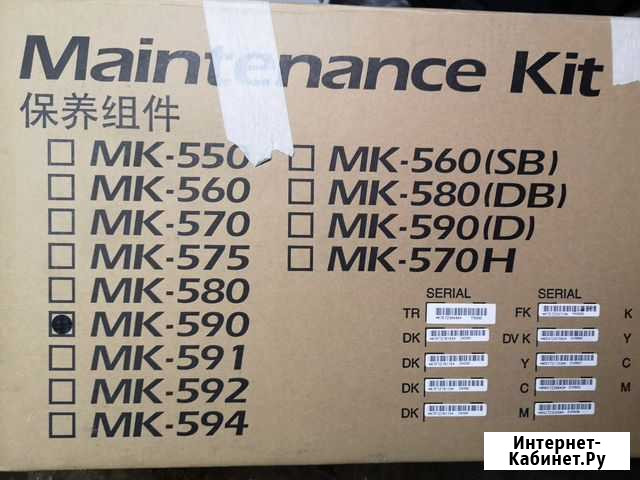 Maintenance Kit
保养组件
MK-550
MK-560
MK-570
MK-575
MK-580
MK-590
MK-591
MK-592
MK-594
MK-560(SB)
MK-580(DB)
MK-590(D)
MK-570H
SERIAL SERIAL
TR FK K
DK DV K Y
DK Y C
DK C M
DK M
Интернет-
Кабинет.Ру